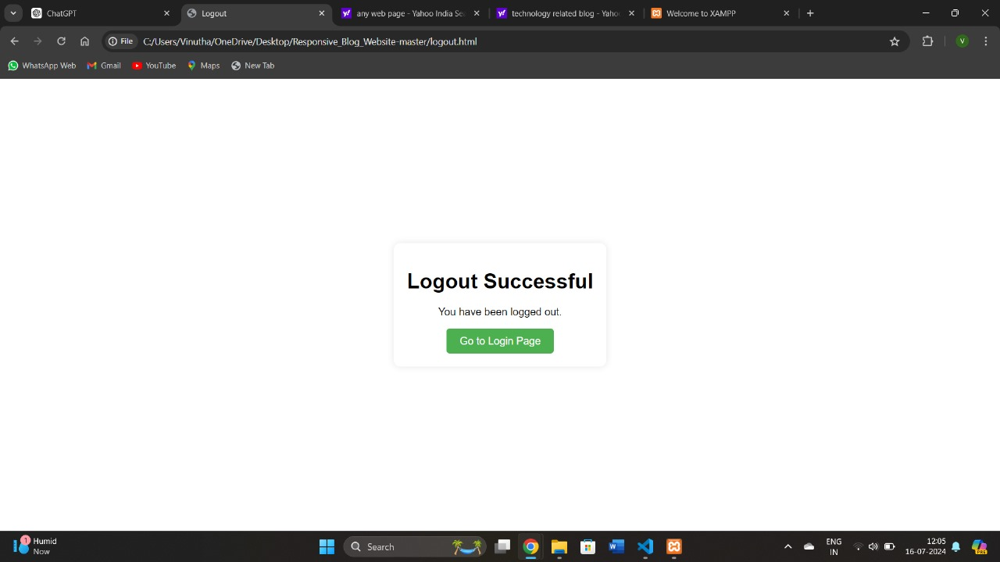 ChatGPT
Logout
any web page - Yahoo India Se
technology related blog - Yaho
Welcome to XAMPP
File
C:/Users/Vinutha/OneDrive/Desktop/Responsive_Blog_Website-master/logout.html
V
WhatsApp Web
Gmail
YouTube
Maps
New Tab
Logout Successful
You have been logged out.
Go to Login Page
1
Humid
Now
Search
ENG
IN
12:05
16-07-2024
PRE